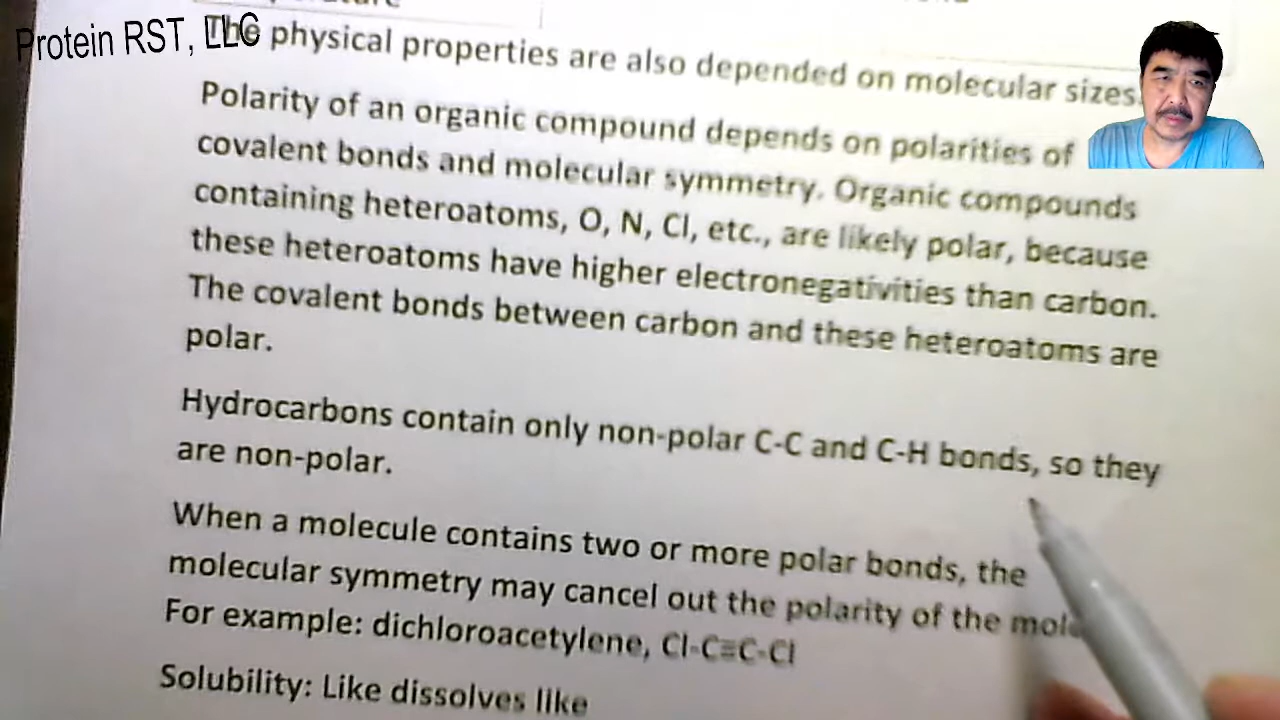 Protein RST, LLC
The physical properties are also depended on molecular sizes.
Polarity of an organic compound depends on polarities of
covalent bonds and molecular symmetry. Organic compounds
containing heteroatoms, O, N, Cl, etc., are likely polar, because
these heteroatoms have higher electronegativities than carbon.
The covalent bonds between carbon and these heteroatoms are
polar.
Hydrocarbons contain only non-polar C-C and C-H bonds, so they
are non-polar.
When a molecule contains two or more polar bonds, the
molecular symmetry may cancel out the polarity of the
For example: dichloroacetylene, Cl-C≡C-Cl
Solubility: Like dissolves like